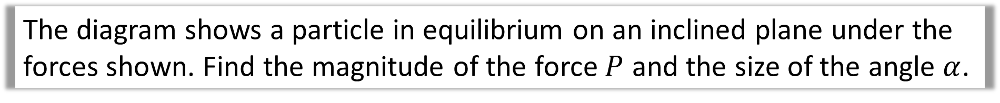 The diagram shows a particle in equilibrium on an inclined plane under the
forces shown. Find the magnitude of the force P and the size of the angle α.